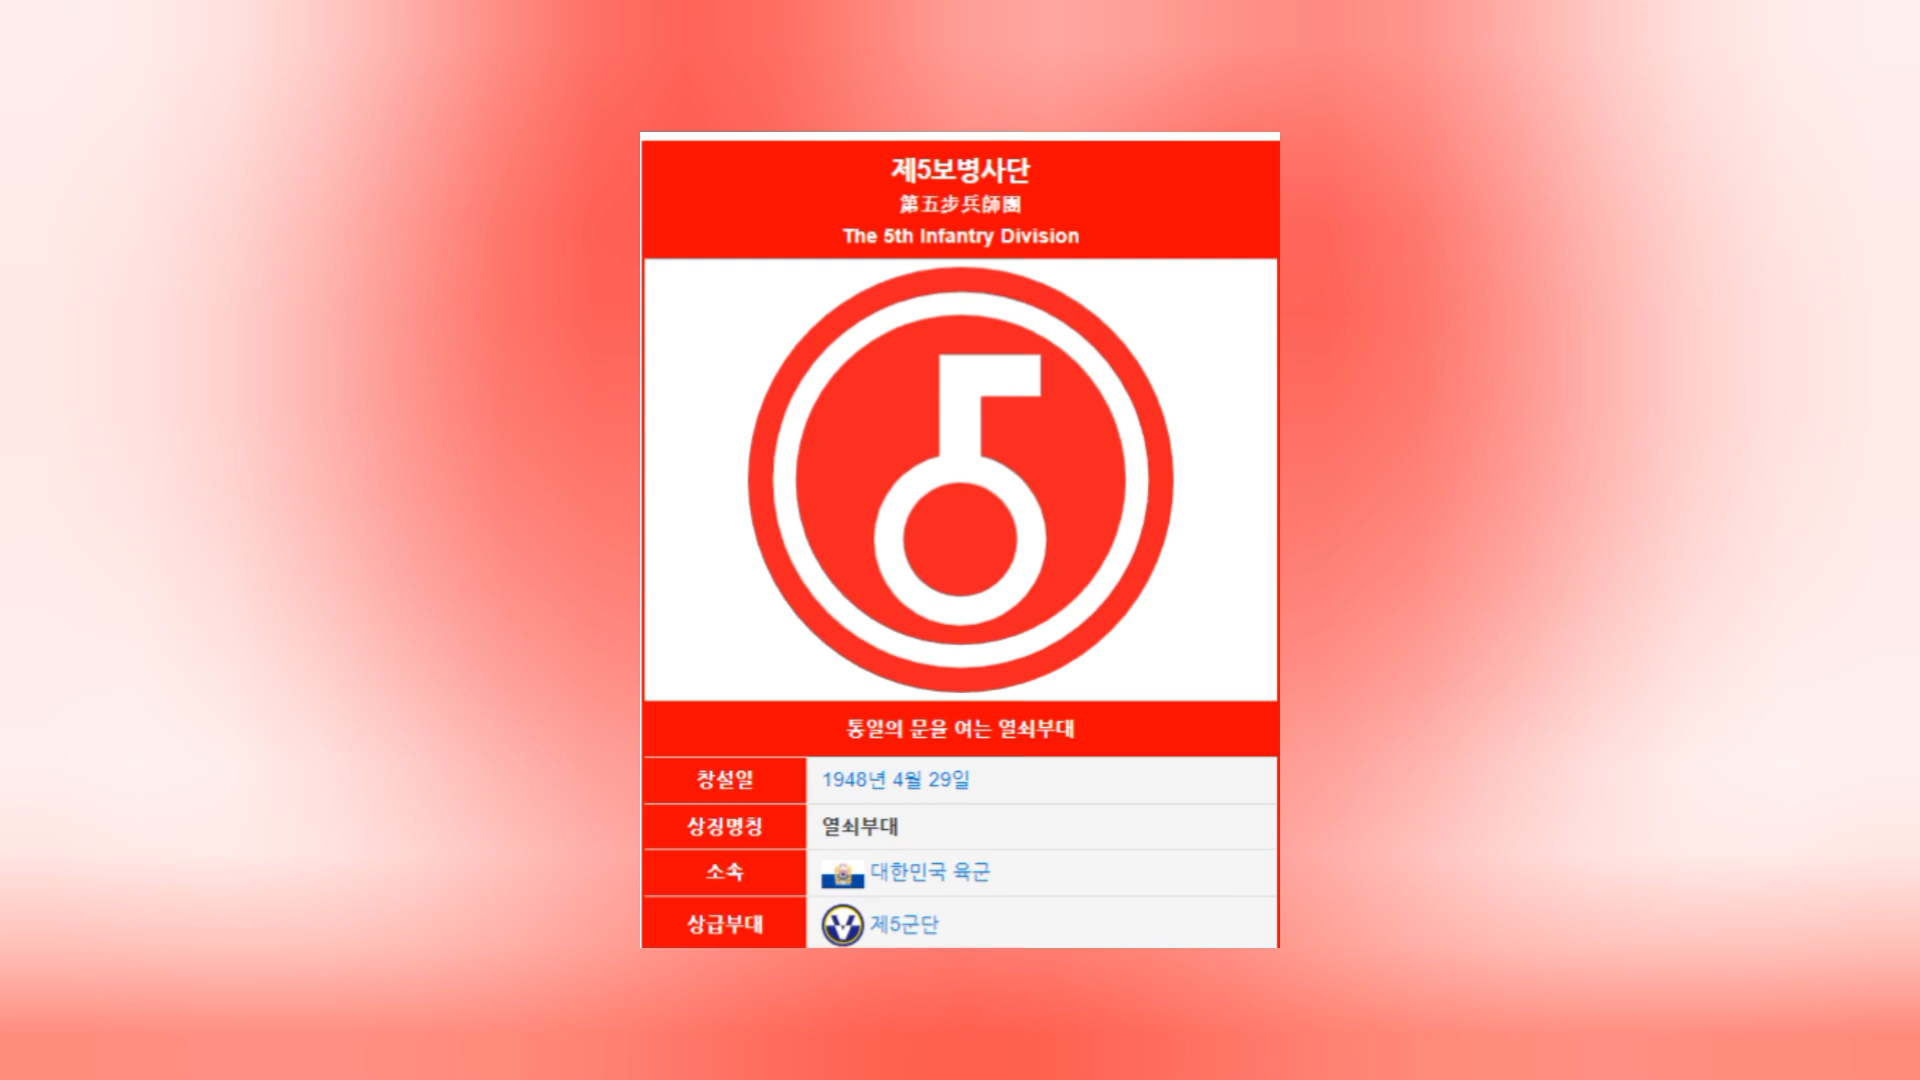 제5보병사단
第五步兵師團
The 5th Infantry Division
통일의 문을 여는 열쇠부대
창설일 1948년 4월 29일
상징명칭 열쇠부대
소속 대한민국 육군
상급부대 제5군단